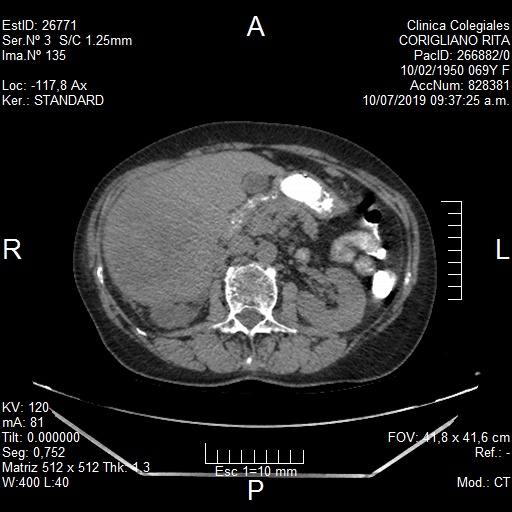 EstID: 26771
Ser.Nº 3 S/C 1.25mm
Ima.Nº 135
Loc: -117,8 Ax
Ker.: STANDARD
A
Clinica Colegiales
CORIGLIANO RITA
PacID: 266882/0
10/02/1950 069Y F
AccNum: 828381
10/07/2019 09:37:25 a.m.
R
L
KV: 120
mA: 81
Tilt: 0.000000
Seg: 0,752
Matriz 512 x 512 Thk: 1.3
W:400 L:40
Esc 1=10 mm
P
FOV: 41,8 x 41,6 cm
Ref.: -
Mod.: CT